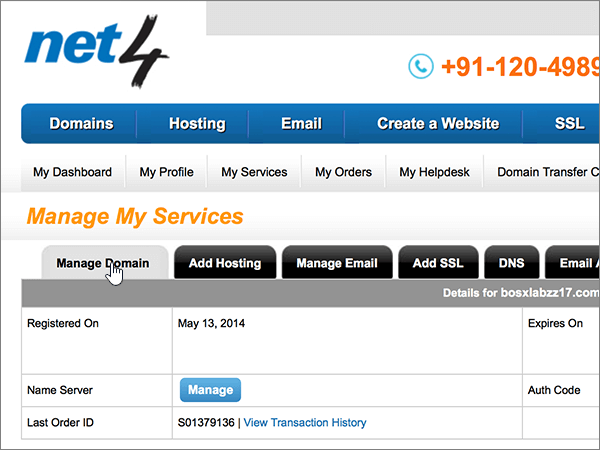 net4
+91-120-4989
Domains Hosting Email Create a Website SSL
My Dashboard My Profile My Services My Orders My Helpdesk Domain Transfer C
Manage My Services
Manage Domain Add Hosting Manage Email Add SSL DNS Email A
Details for bosxlabzz17.com
Registered On May 13, 2014 Expires On
Name Server Manage Auth Code
Last Order ID S01379136 | View Transaction History